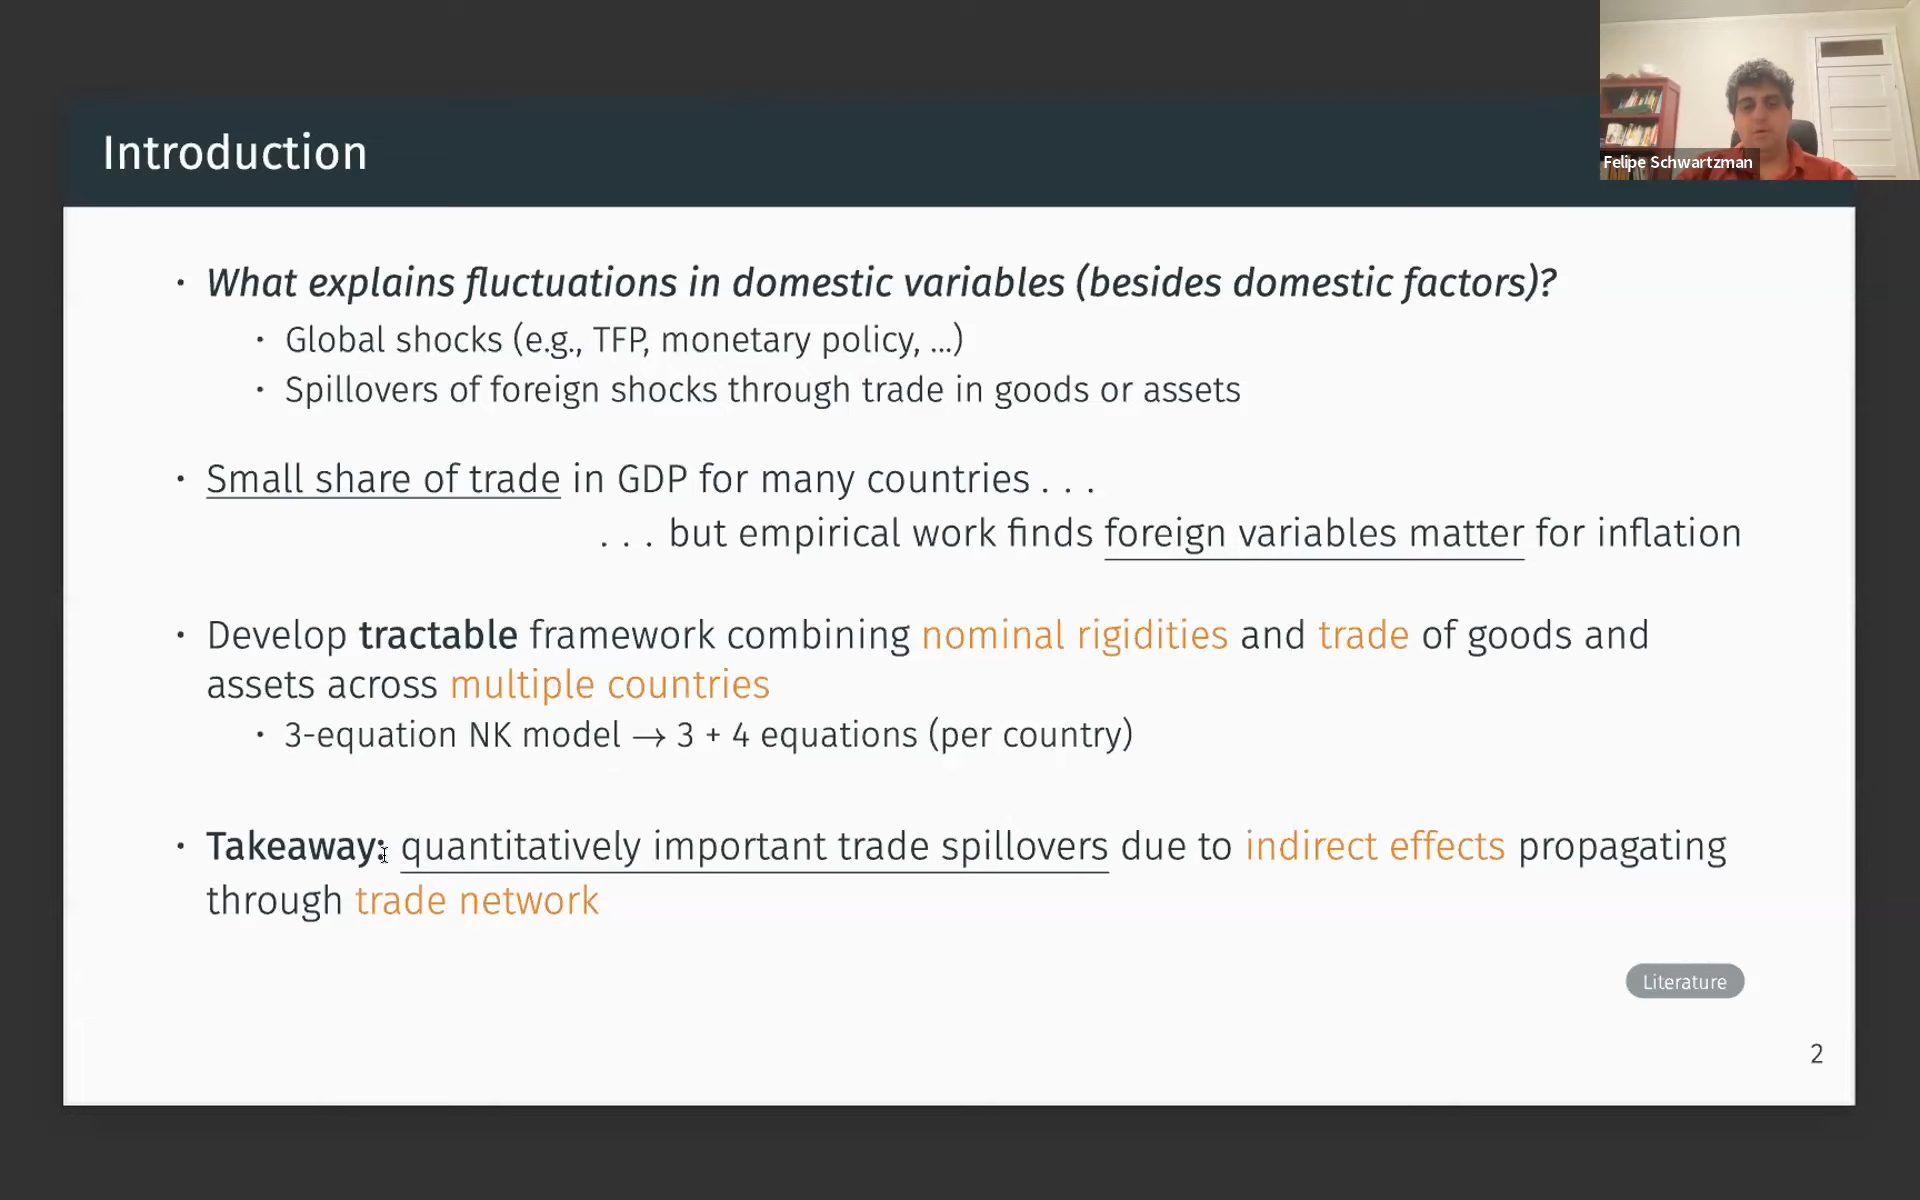 Introduction
Felipe Schwartzman
• What explains fluctuations in domestic variables (besides domestic factors)?
• Global shocks (e.g., TFP, monetary policy, ...)
• Spillovers of foreign shocks through trade in goods or assets
• Small share of trade in GDP for many countries . . .
. . . but empirical work finds foreign variables matter for inflation
• Develop tractable framework combining nominal rigidities and trade of goods and
assets across multiple countries
• 3-equation NK model → 3 + 4 equations (per country)
• Takeaway: quantitatively important trade spillovers due to indirect effects propagating
through trade network
Literature
2